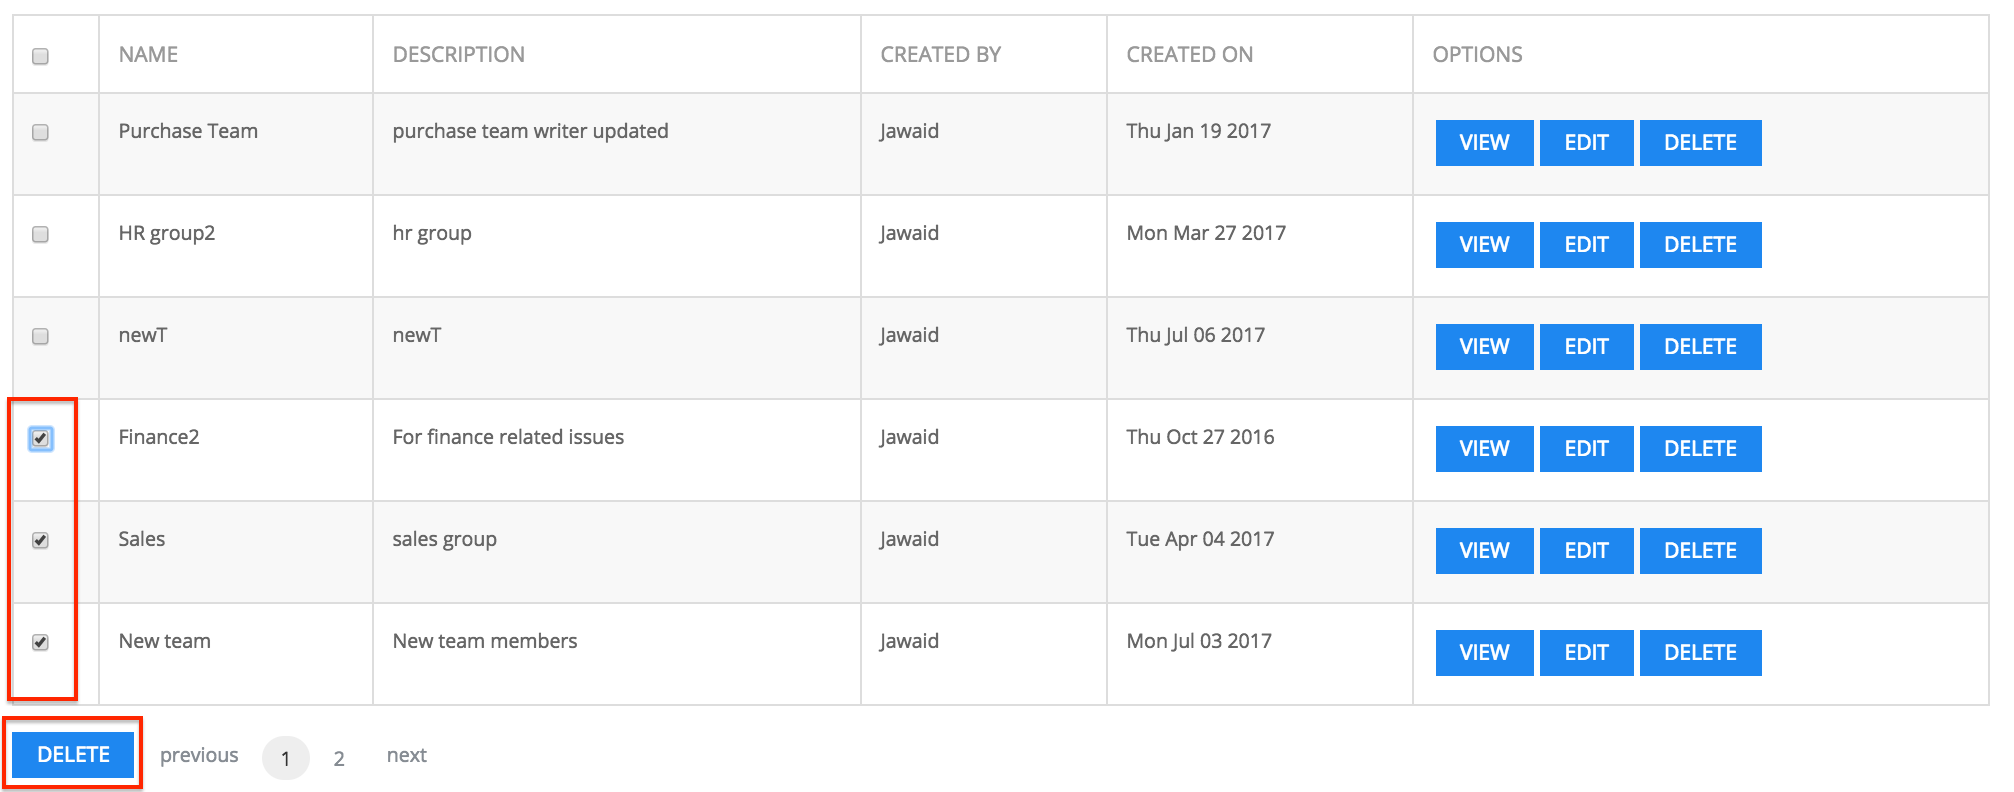 NAME DESCRIPTION CREATED BY CREATED ON OPTIONS
Purchase Team purchase team writer updated Jawaid Thu Jan 19 2017 VIEW EDIT DELETE
HR group2 hr group Jawaid Mon Mar 27 2017 VIEW EDIT DELETE
newT newT Jawaid Thu Jul 06 2017 VIEW EDIT DELETE
Finance2 For finance related issues Jawaid Thu Oct 27 2016 VIEW EDIT DELETE
Sales sales group Jawaid Tue Apr 04 2017 VIEW EDIT DELETE
New team New team members Jawaid Mon Jul 03 2017 VIEW EDIT DELETE
DELETE previous 1 2 next